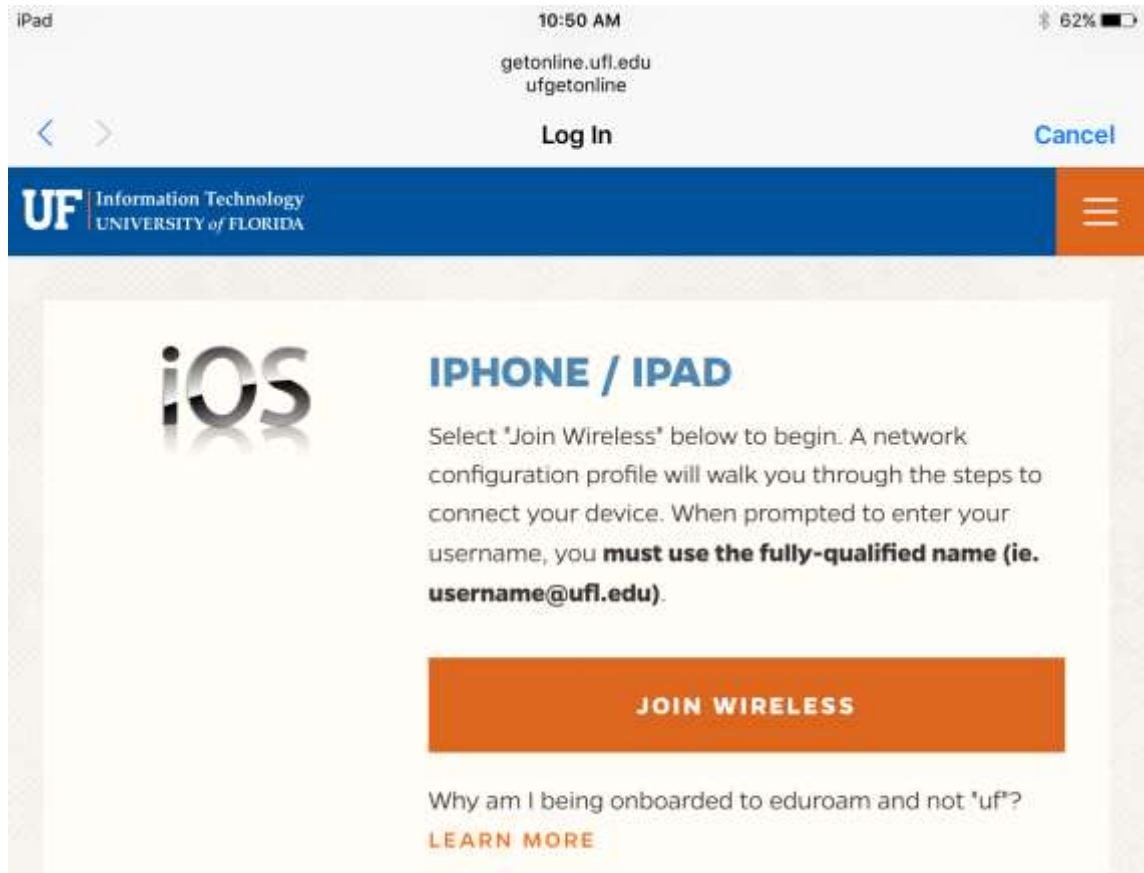 iPad 10:50 AM 62%
getonline.ufl.edu
ufgetonline
Log In Cancel
UF Information Technology
UNIVERSITY of FLORIDA
iOS
IPHONE / IPAD
Select "Join Wireless" below to begin. A network
configuration profile will walk you through the steps to
connect your device. When prompted to enter your
username, you must use the fully-qualified name (ie.
username@ufl.edu).
JOIN WIRELESS
Why am I being onboarded to eduroam and not "uf"?
LEARN MORE